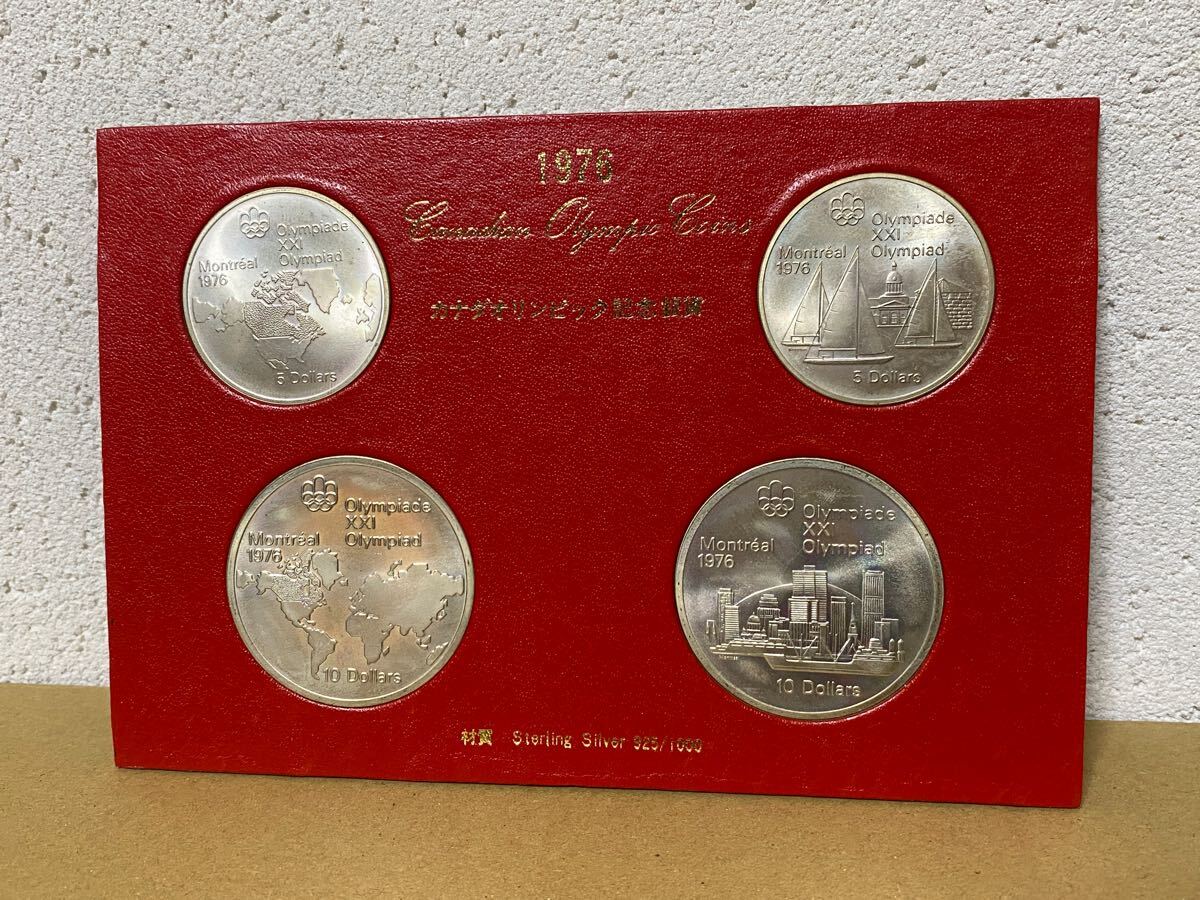 1976
Canadian Olympic Coins
カナダオリンピック記念銀貨
Olympiade
XXI
Olympiad
Montréal
1976
5 Dollars
Olympiade
XXI
Olympiad
Montréal
1976
5 Dollars
Olympiade
XXI
Olympiad
Montréal
1976
10 Dollars
Olympiade
XXI
Olympiad
Montréal
1976
10 Dollars
材質 Sterling Silver 925/1000